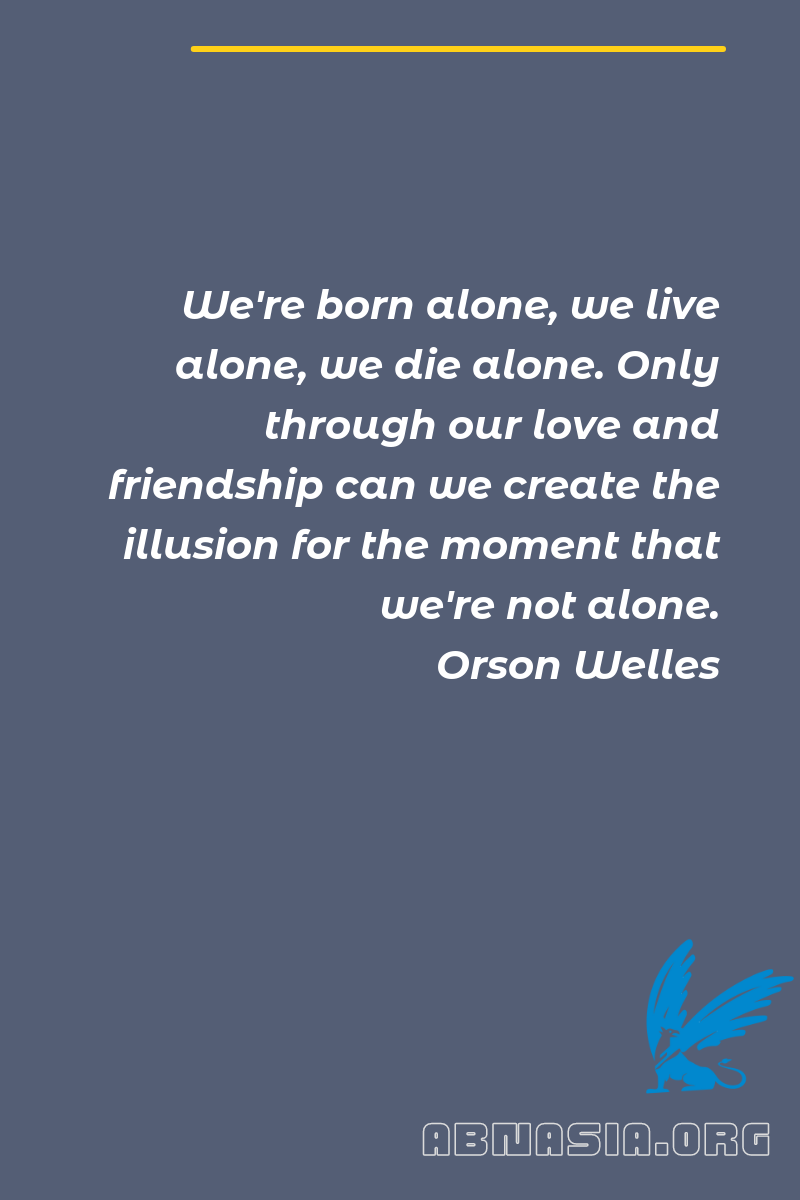 We're born alone, we live
alone, we die alone. Only
through our love and
friendship can we create the
illusion for the moment that
we're not alone.
Orson Welles
ABNASIA.ORG